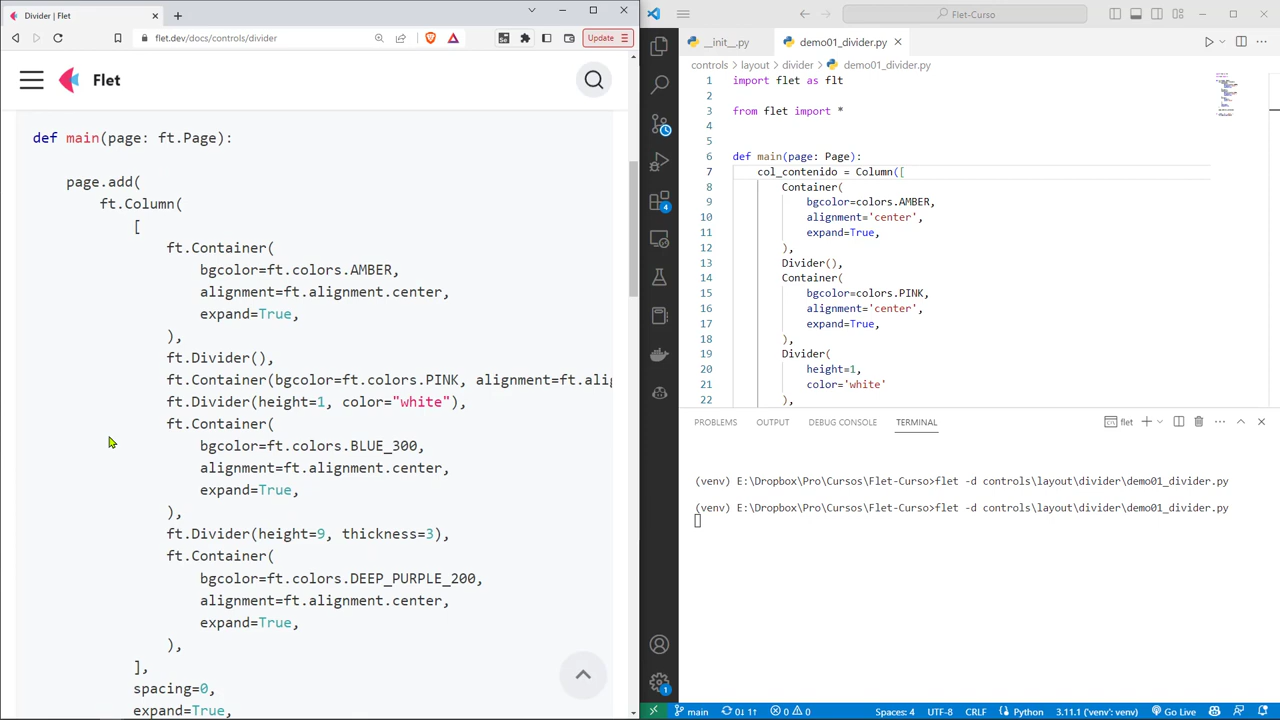 Divider | Flet
flet.dev/docs/controls/divider
Update
Flet
def main(page: ft.Page):
page.add(
ft.Column(
[
ft.Container(
bgcolor=ft.colors.AMBER,
alignment=ft.alignment.center,
expand=True,
),
ft.Divider(),
ft.Container(bgcolor=ft.colors.PINK, alignment=ft.alig
ft.Divider(height=1, color="white"),
ft.Container(
bgcolor=ft.colors.BLUE_300,
alignment=ft.alignment.center,
expand=True,
),
ft.Divider(height=9, thickness=3),
ft.Container(
bgcolor=ft.colors.DEEP_PURPLE_200,
alignment=ft.alignment.center,
expand=True,
),
],
spacing=0,
expand=True,
Flet-Curso
__init__.py
demo01_divider.py
controls > layout > divider > demo01_divider.py
1 import flet as flt
2
3 from flet import *
4
5
6 def main(page: Page):
7 col_contenido = Column([
8 Container(
9 bgcolor=colors.AMBER,
10 alignment='center',
11 expand=True,
12 ),
13 Divider(),
14 Container(
15 bgcolor=colors.PINK,
16 alignment='center',
17 expand=True,
18 ),
19 Divider(
20 height=1,
21 color='white'
22 ),
PROBLEMS OUTPUT DEBUG CONSOLE TERMINAL
flet
(venv) E:\Dropbox\Pro\Cursos\Flet-Curso>flet -d controls\layout\divider\demo01_divider.py
(venv) E:\Dropbox\Pro\Cursos\Flet-Curso>flet -d controls\layout\divider\demo01_divider.py
4
1
main 0↓ 1↑ 0 0 Spaces: 4 UTF-8 CRLF Python 3.11.1 ('venv': venv) Go Live